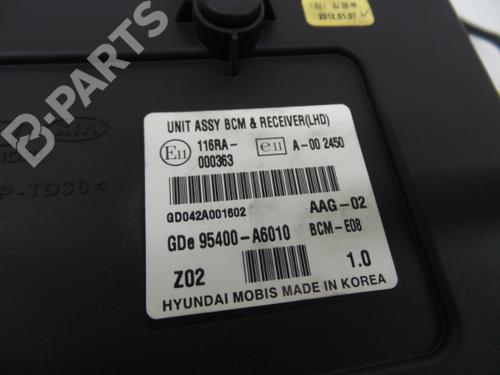 2012.01.07
UNIT ASSY BCM & RECEIVER(LHD)
E11 116RA- e11 A-00 2450
000363
GD042A001602 AAG-02
GDe 95400-A6010 BCM-E08
Z02 1.0
HYUNDAI MOBIS MADE IN KOREA
P-TD30<